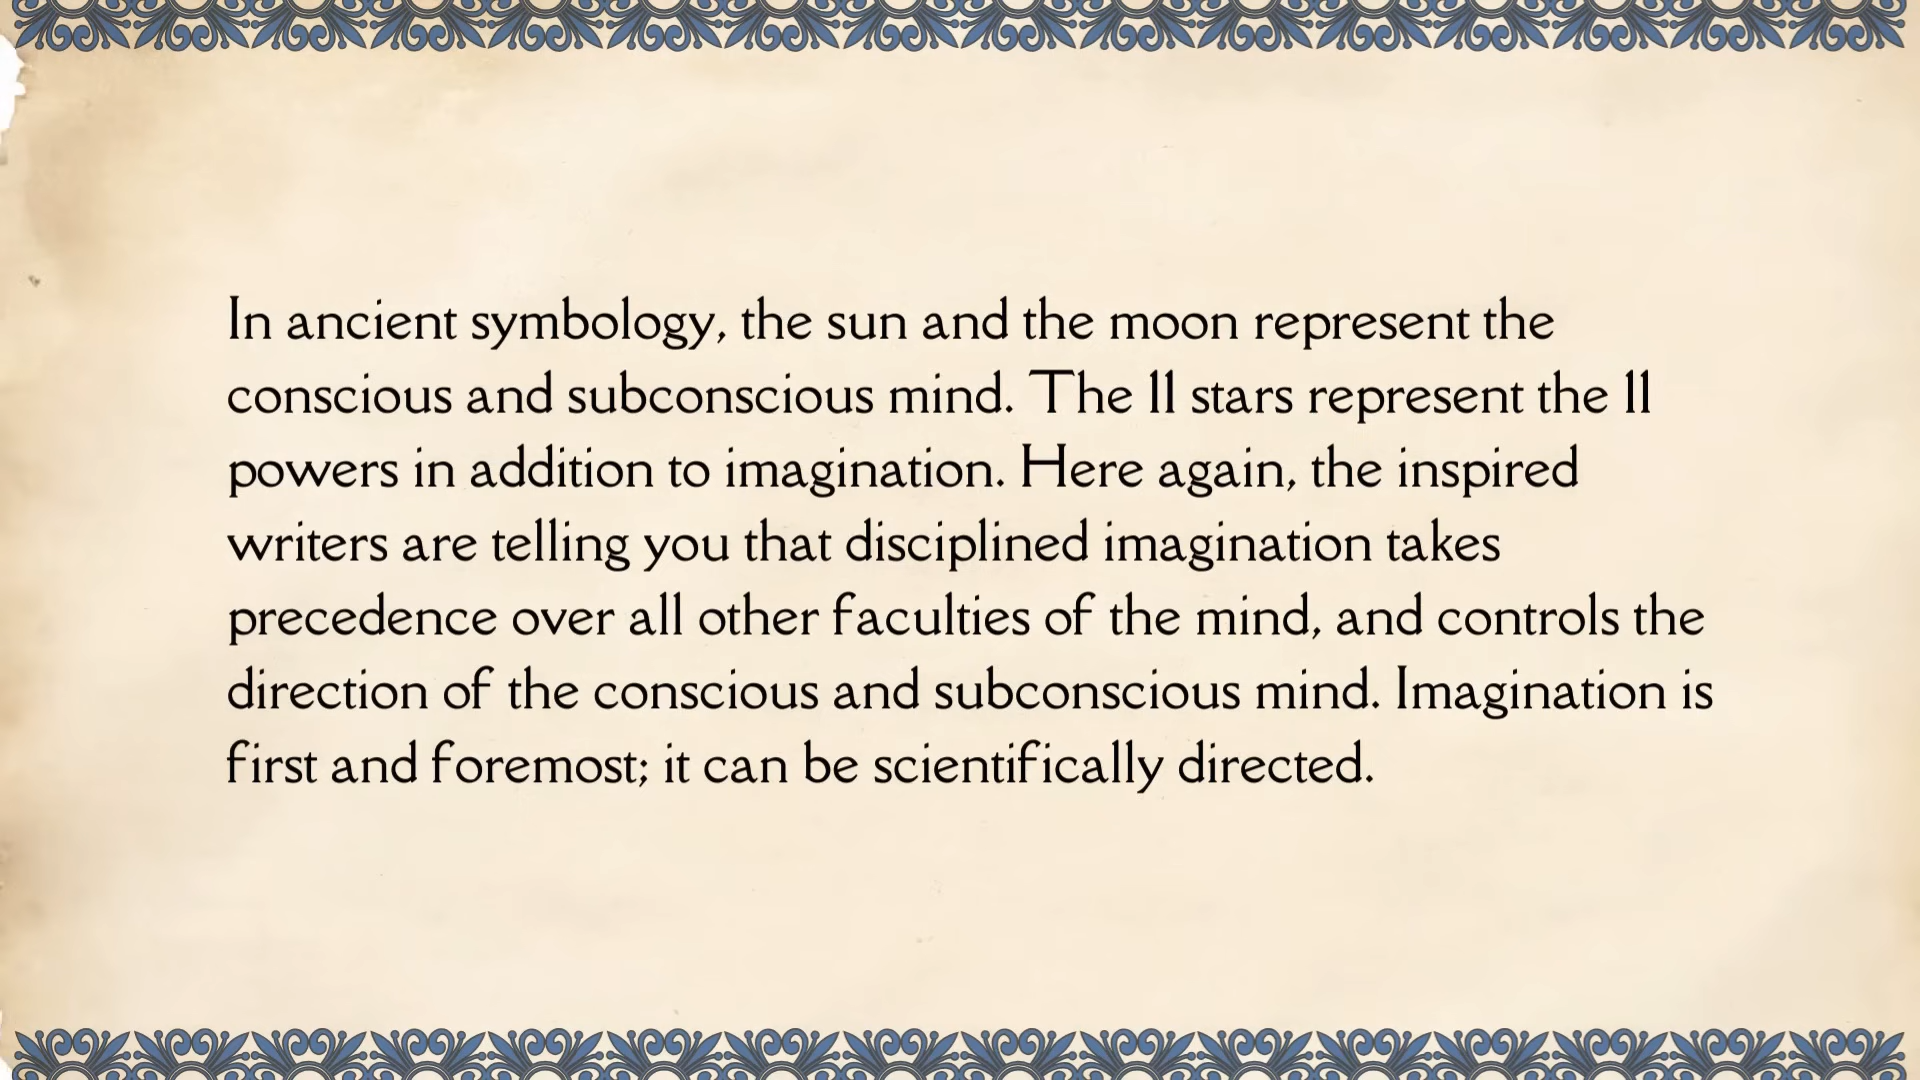 In ancient symbology, the sun and the moon represent the
conscious and subconscious mind. The 11 stars represent the 11
powers in addition to imagination. Here again, the inspired
writers are telling you that disciplined imagination takes
precedence over all other faculties of the mind, and controls the
direction of the conscious and subconscious mind. Imagination is
first and foremost; it can be scientifically directed.